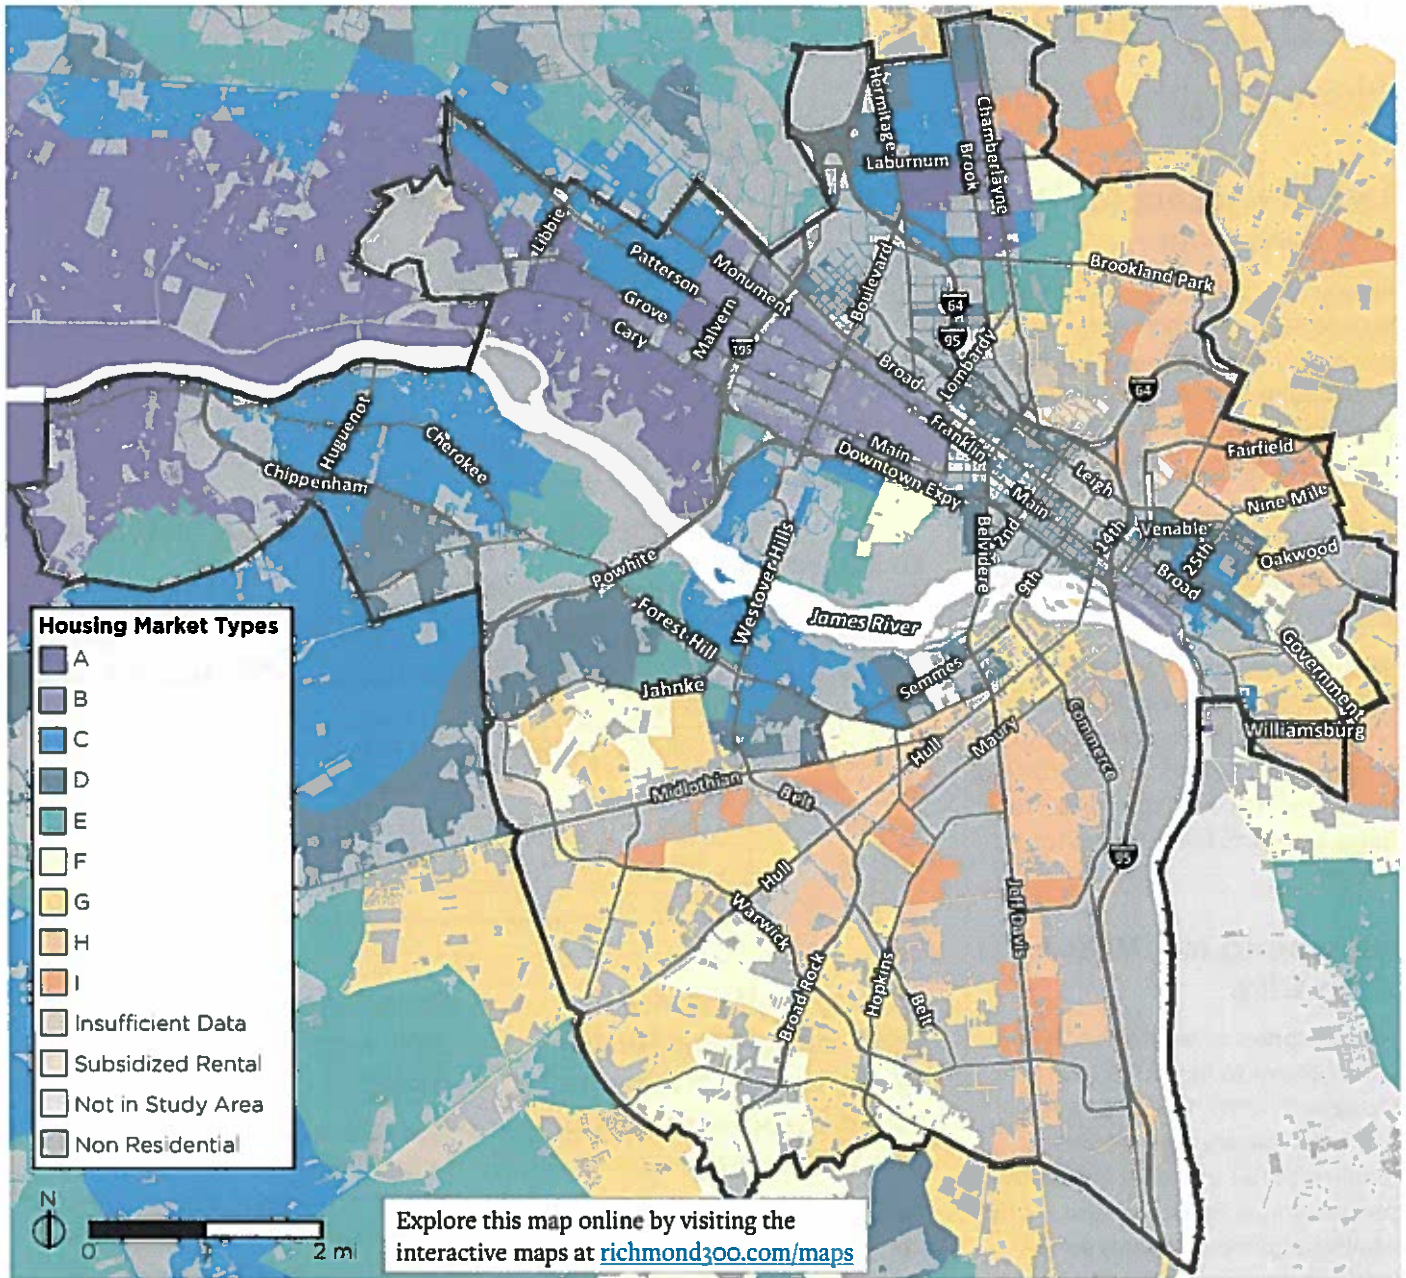 Hermitage
Chamberlayne
Laburnum
Brook
Libbie
Patterson
Monument
Boulevard
Brookland Park
Grove
Malvern
Cary
195
64
95
Lombardy
Broad
64
Huguenot
Cherokee
Chippenham
Franklin
Main
Downtown Expy
Leigh
Fairfield
Nine Mile
Main
2nd
Belvidere
14th
Venable
25th
Oakwood
Broad
Powhite
Westover Hills
9th
James River
Forest Hill
Government
Semmes
Jahnke
Williamsburg
Commerce
Maury
Hull
Midlothian
Belt
95
Hull
Warwick
Jeff Davis
Broad Rock
Hopkins
Belt
Housing Market Types
A
B
C
D
E
F
G
H
I
Insufficient Data
Subsidized Rental
Not in Study Area
Non Residential
N
0
2 mi
Explore this map online by visiting the
interactive maps at richmond300.com/maps